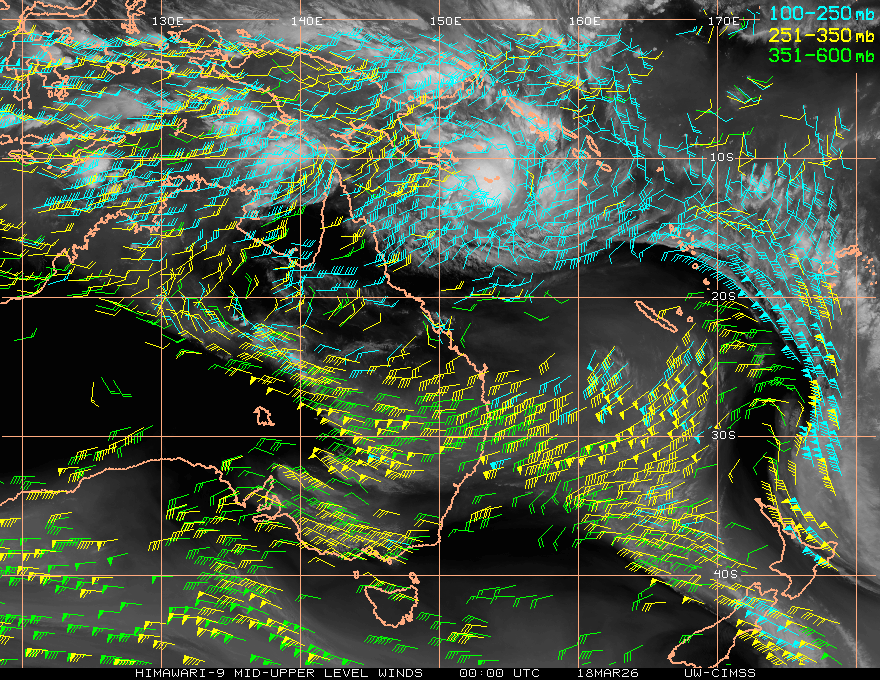 130E 140E 150E 160E 170E
100-250mb
251-350mb
351-600mb
10S
20S
30S
40S
HIMAWARI-9 MID-UPPER LEVEL WINDS 00:00 UTC 18MAR26 UW-CIMSS